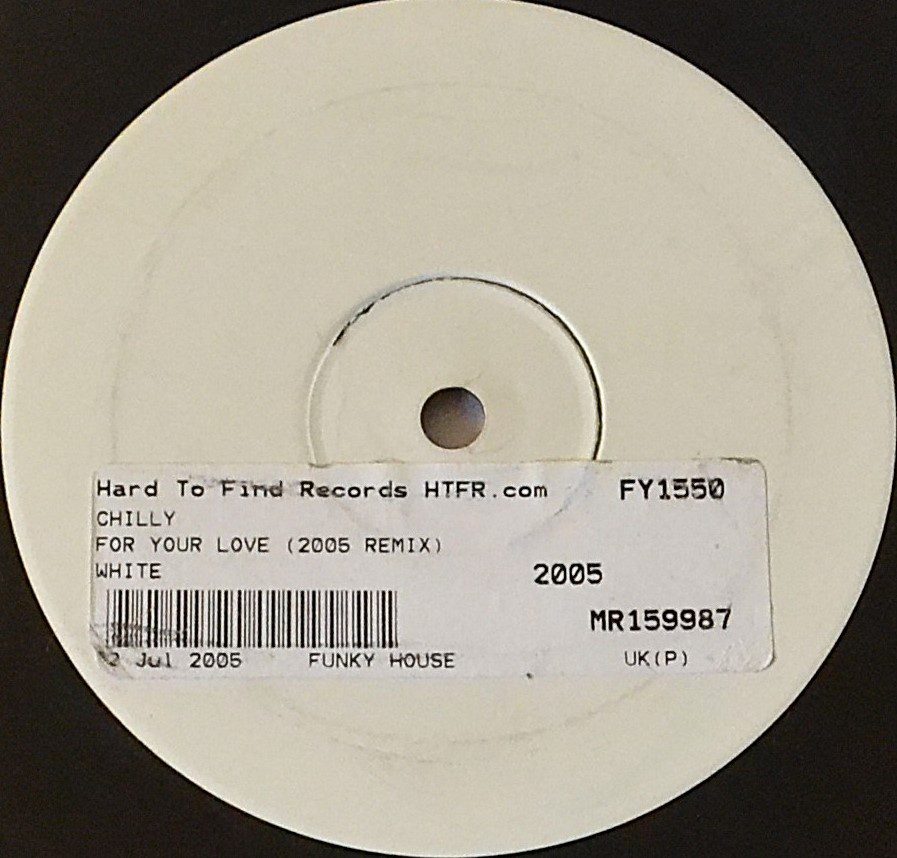 Hard To Find Records HTFR.com FY1550
CHILLY
FOR YOUR LOVE (2005 REMIX)
WHITE 2005
MR159987
2 Jul 2005 FUNKY HOUSE UK(P)